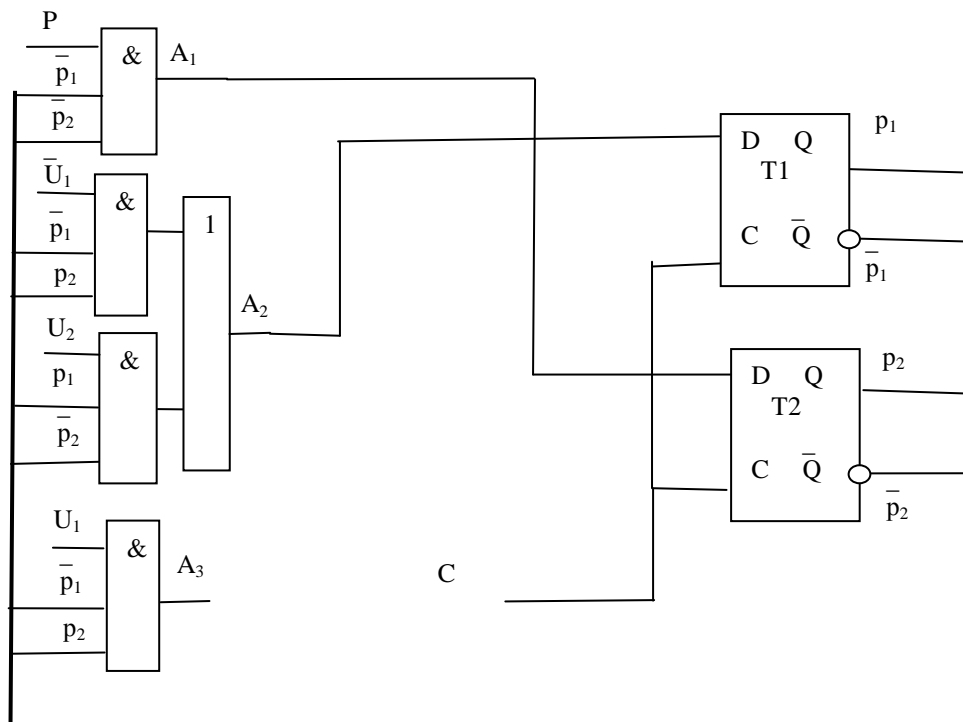 P
&
A₁
p̅₁
p̅₂
U̅₁
&
p̅₁
p₂
1
A₂
U₂
&
p₁
p̅₂
U₁
&
A₃
p̅₁
p₂
C
D Q
T1
C Q̅
p₁
p̅₁
D Q
T2
C Q̅
p₂
p̅₂